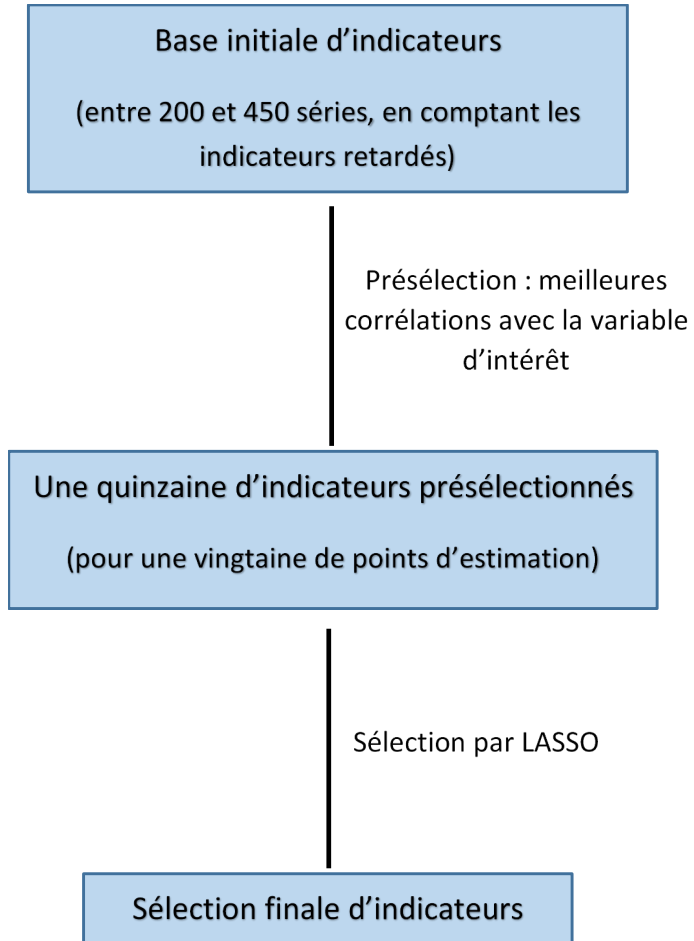 Base initiale d'indicateurs
(entre 200 et 450 séries, en comptant les
indicateurs retardés)
Présélection : meilleures
corrélations avec la variable
d'intérêt
Une quinzaine d'indicateurs présélectionnés
(pour une vingtaine de points d'estimation)
Sélection par LASSO
Sélection finale d'indicateurs